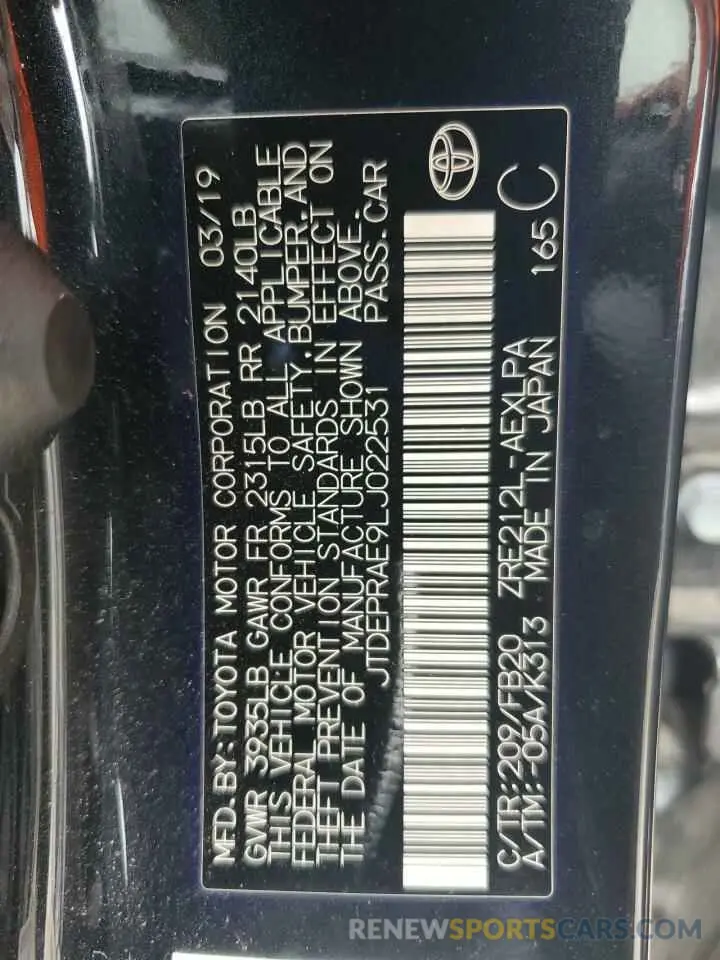 MFD.BY:TOYOTA MOTOR CORPORATION 03/19
GVWR 3935LB GAWR FR 2315LB RR 2140LB
THIS VEHICLE CONFORMS TO ALL APPLICABLE
FEDERAL MOTOR VEHICLE SAFETY,BUMPER,AND
THEFT PREVENTION STANDARDS IN EFFECT ON
THE DATE OF MANUFACTURE SHOWN ABOVE.
JTDEPRAE9LJ022531 PASS.CAR
C/TR:209/FB20 ZRE212L-AEXLPA 165 C
A/TM:-05A/K313 MADE IN JAPAN
RENEWSPORTSCARS.COM